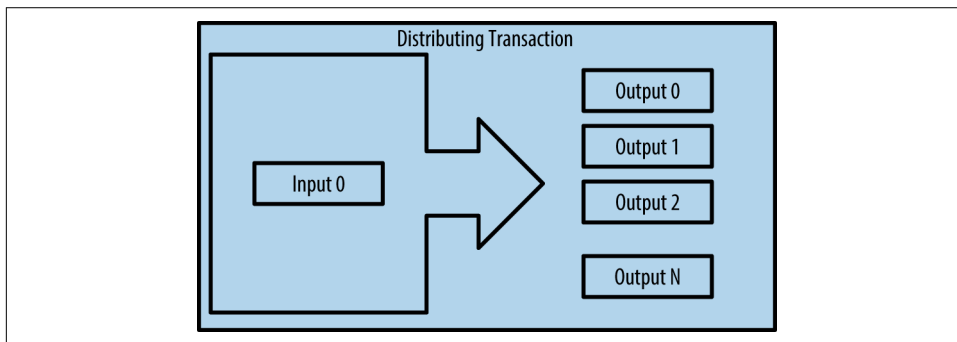 Distributing Transaction
Input 0
Output 0
Output 1
Output 2
Output N